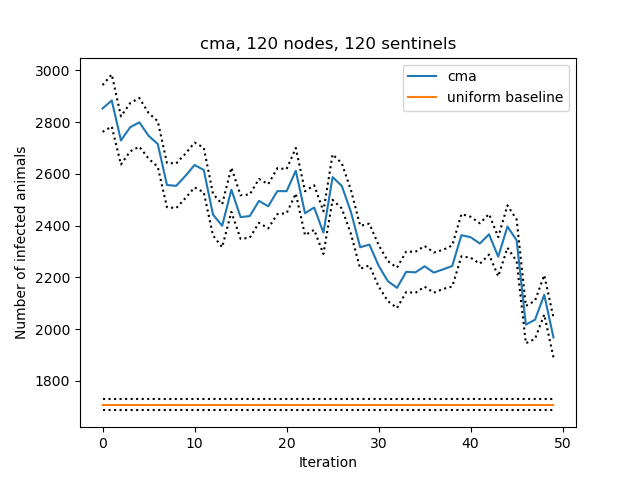 cma, 120 nodes, 120 sentinels
cma
uniform baseline
Number of infected animals
3000
2800
2600
2400
2200
2000
1800
0 10 20 30 40 50
Iteration